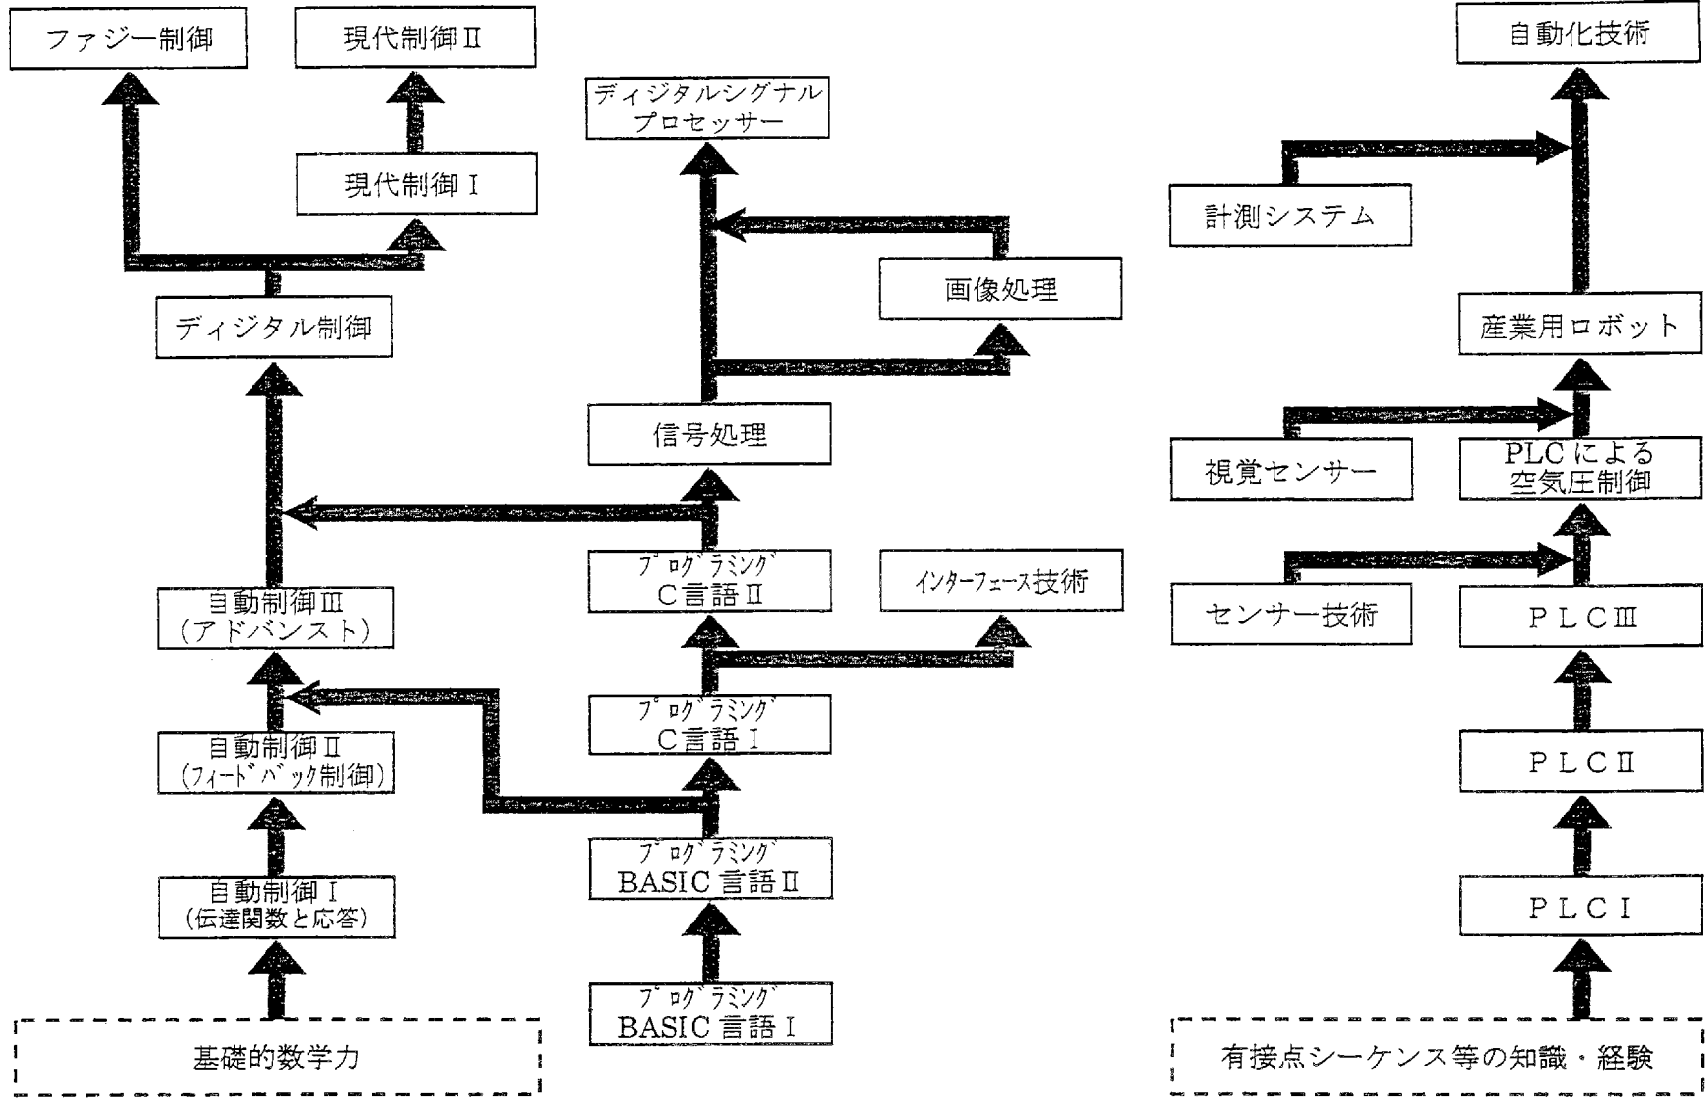 ファジー制御
現代制御Ⅱ
現代制御Ⅰ
ディジタル制御
自動制御Ⅲ
(アドバンスト)
自動制御Ⅱ
(フィードバック制御)
自動制御Ⅰ
(伝達関数と応答)
基礎的数学力
ディジタルシグナル
プロセッサー
画像処理
信号処理
プログラミング
C言語Ⅱ
インターフェース技術
プログラミング
C言語Ⅰ
プログラミング
BASIC言語Ⅱ
プログラミング
BASIC言語Ⅰ
自動化技術
計測システム
産業用ロボット
視覚センサー
PLCによる
空気圧制御
センサー技術
PLCⅢ
PLCⅡ
PLCⅠ
有接点シーケンス等の知識・経験